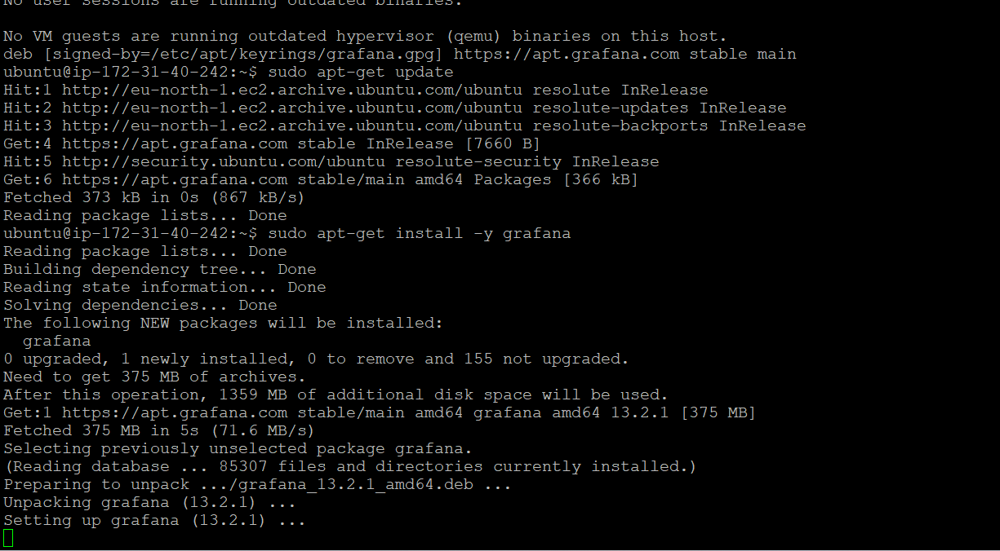 No user sessions are running outdated binaries.
No VM guests are running outdated hypervisor (qemu) binaries on this host.
deb [signed-by=/etc/apt/keyrings/grafana.gpg] https://apt.grafana.com stable main
ubuntu@ip-172-31-40-242:~$ sudo apt-get update
Hit:1 http://eu-north-1.ec2.archive.ubuntu.com/ubuntu resolute InRelease
Hit:2 http://eu-north-1.ec2.archive.ubuntu.com/ubuntu resolute-updates InRelease
Hit:3 http://eu-north-1.ec2.archive.ubuntu.com/ubuntu resolute-backports InRelease
Get:4 https://apt.grafana.com stable InRelease [7660 B]
Hit:5 http://security.ubuntu.com/ubuntu resolute-security InRelease
Get:6 https://apt.grafana.com stable/main amd64 Packages [366 kB]
Fetched 373 kB in 0s (867 kB/s)
Reading package lists... Done
ubuntu@ip-172-31-40-242:~$ sudo apt-get install -y grafana
Reading package lists... Done
Building dependency tree... Done
Reading state information... Done
Solving dependencies... Done
The following NEW packages will be installed:
  grafana
0 upgraded, 1 newly installed, 0 to remove and 155 not upgraded.
Need to get 375 MB of archives.
After this operation, 1359 MB of additional disk space will be used.
Get:1 https://apt.grafana.com stable/main amd64 grafana amd64 13.2.1 [375 MB]
Fetched 375 MB in 5s (71.6 MB/s)
Selecting previously unselected package grafana.
(Reading database ... 85307 files and directories currently installed.)
Preparing to unpack .../grafana_13.2.1_amd64.deb ...
Unpacking grafana (13.2.1) ...
Setting up grafana (13.2.1) ...